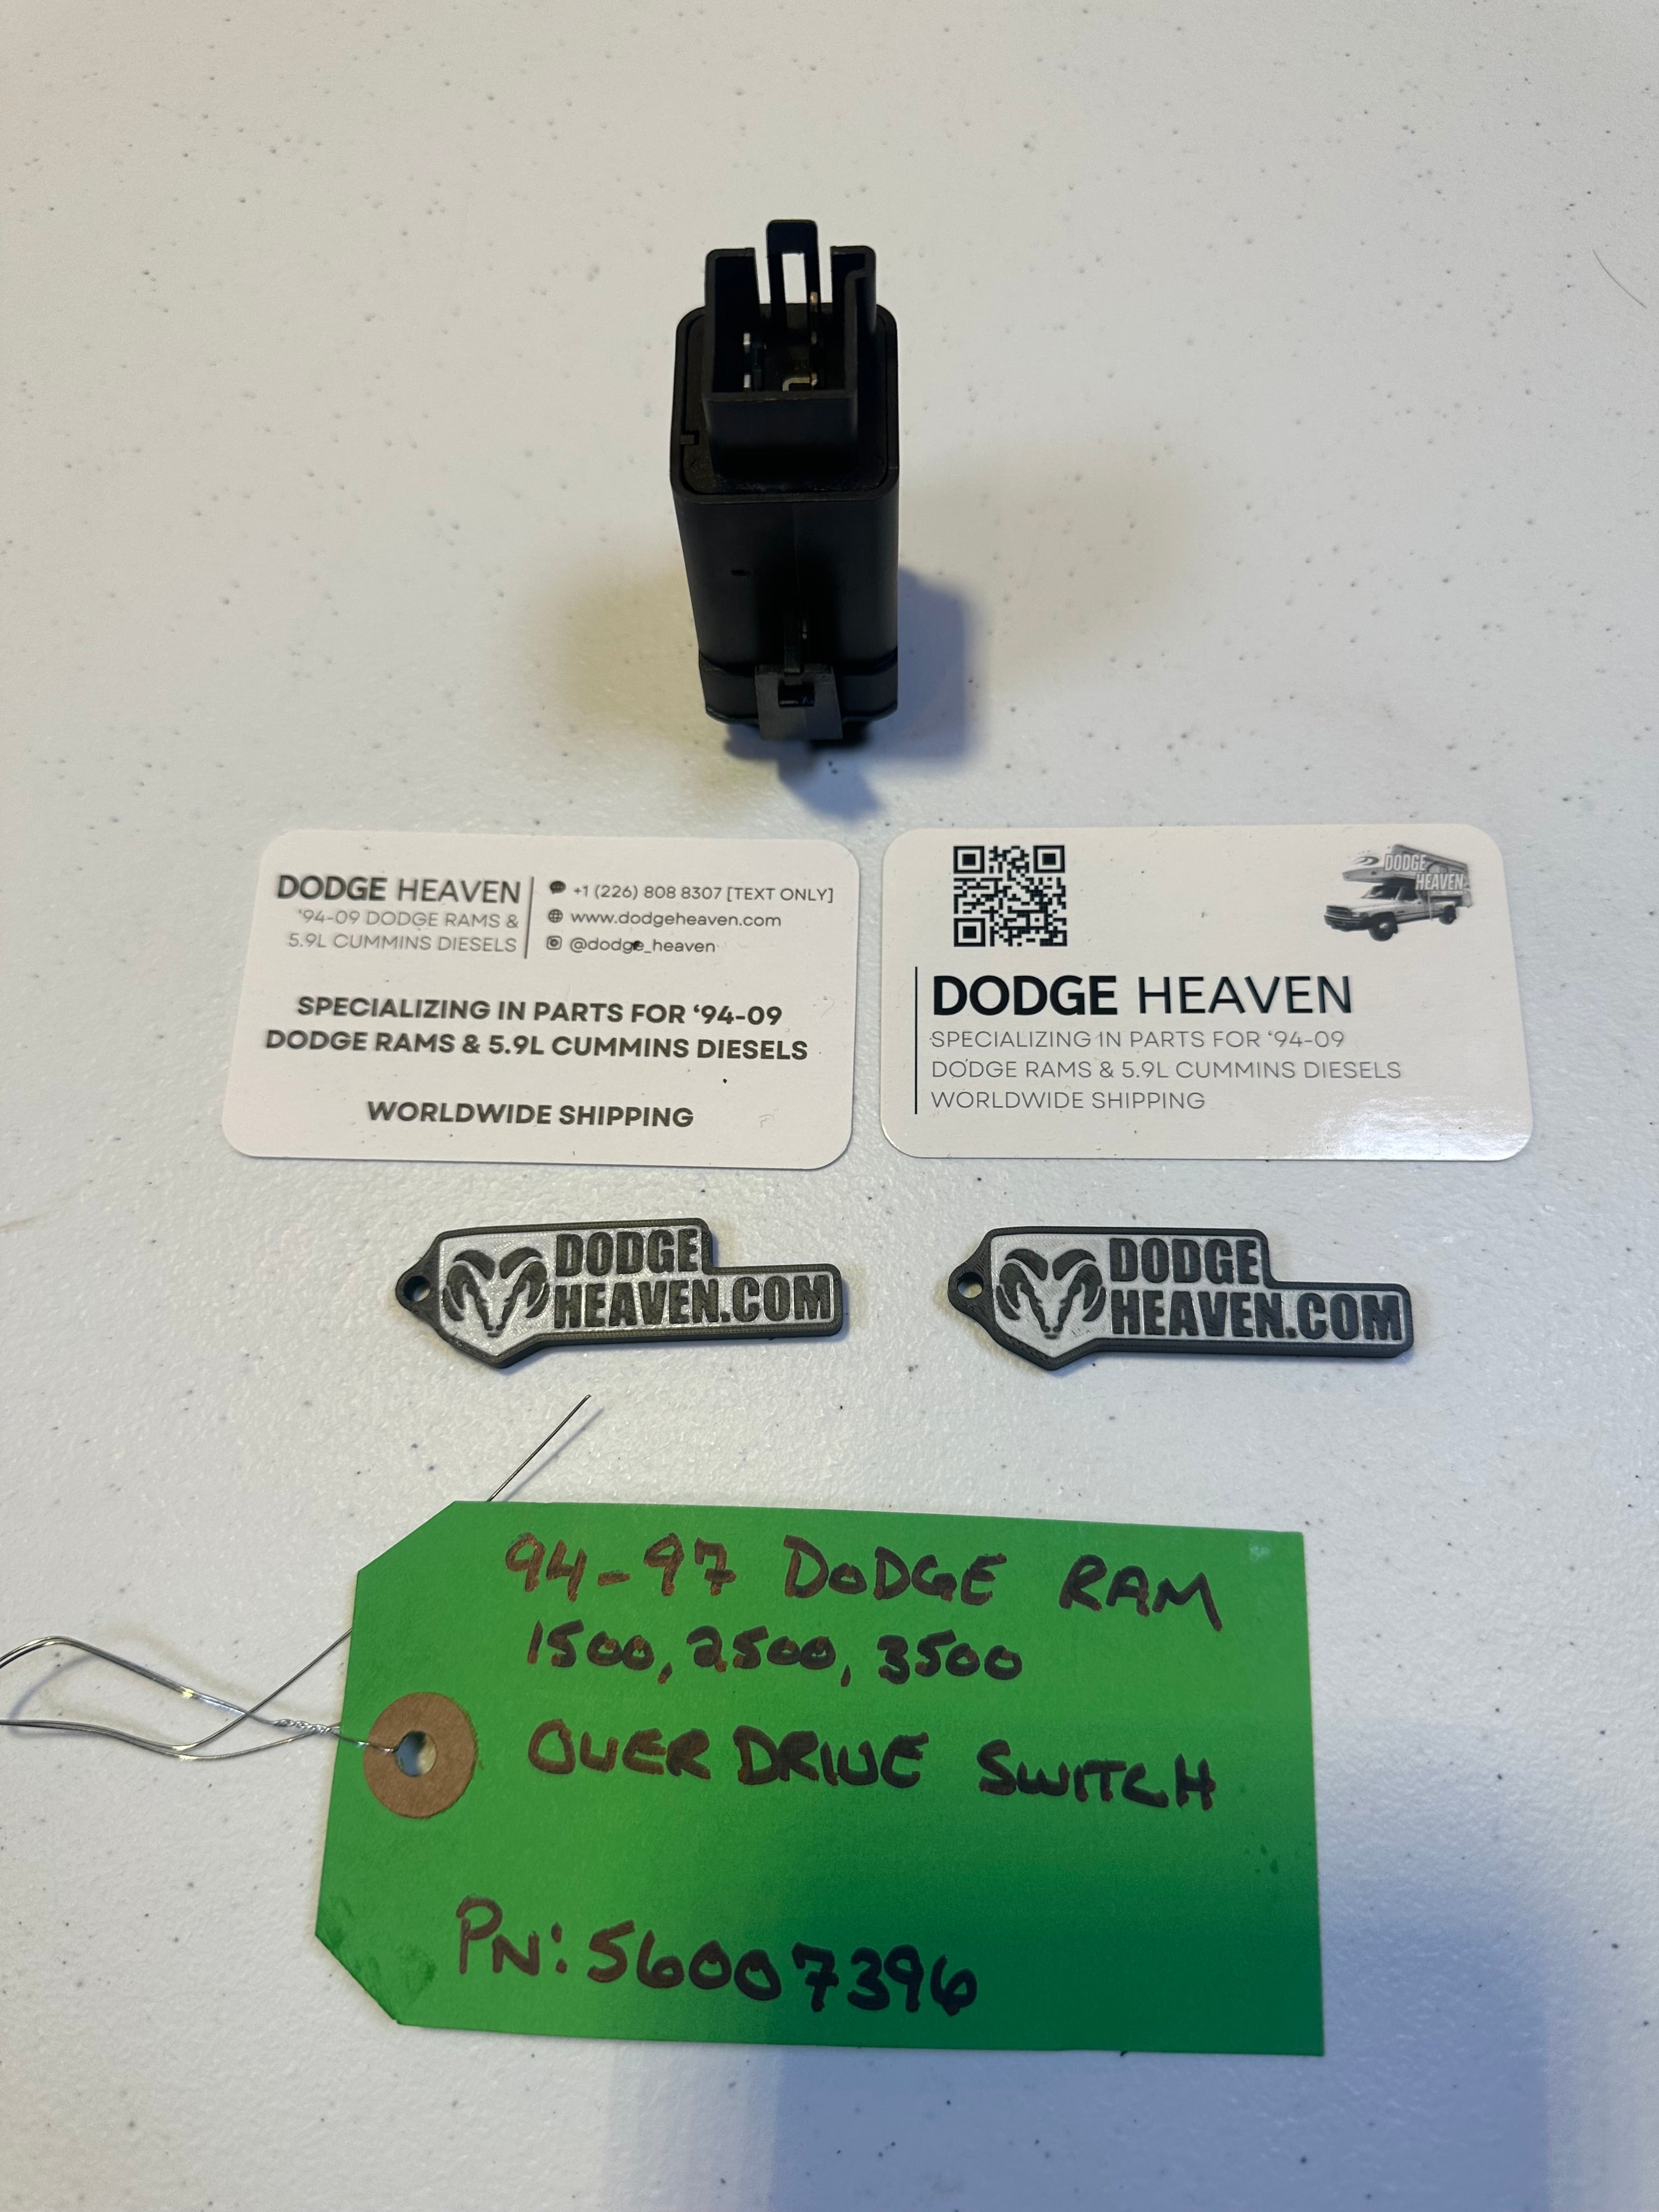 DODGE HEAVEN
'94-09 DODGE RAMS &
5.9L CUMMINS DIESELS
+1 (226) 808 8307 [TEXT ONLY]
www.dodgeheaven.com
@dodge_heaven
SPECIALIZING IN PARTS FOR ‘94-09
DODGE RAMS & 5.9L CUMMINS DIESELS
WORLDWIDE SHIPPING
DODGE
HEAVEN
DODGE HEAVEN
SPECIALIZING IN PARTS FOR ‘94-09
DODGE RAMS & 5.9L CUMMINS DIESELS
WORLDWIDE SHIPPING
DODGE
HEAVEN.COM
DODGE
HEAVEN.COM
94-97 DODGE RAM
1500, 2500, 3500
OVERDRIVE SWITCH
PN: 56007396